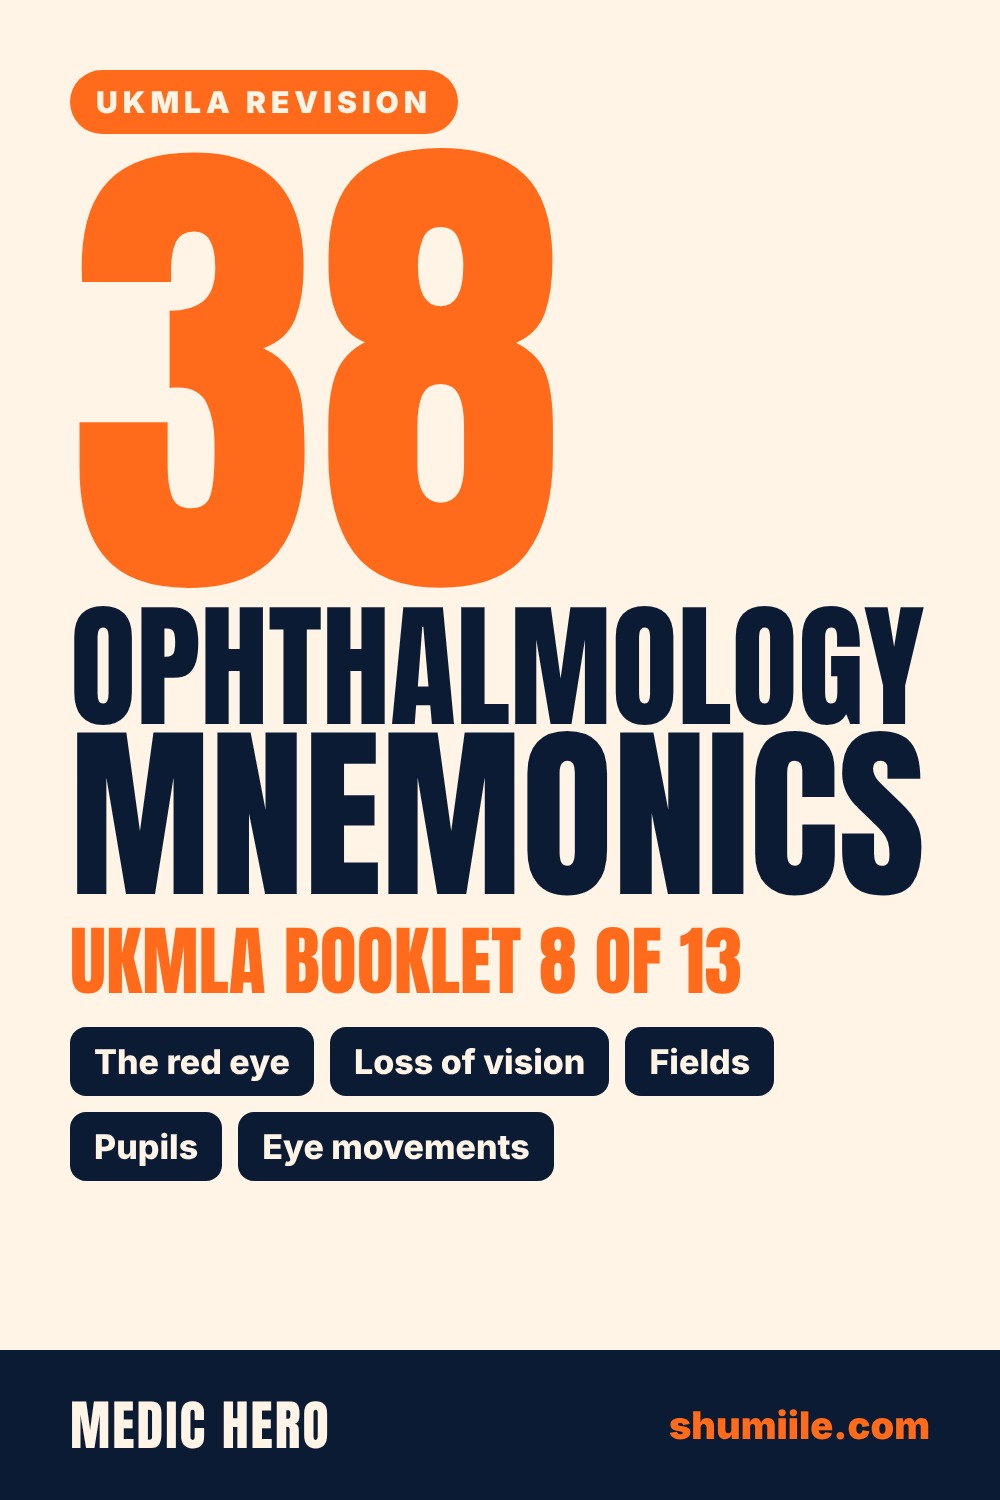 UKMLA REVISION
38
OPHTHALMOLOGY
MNEMONICS
UKMLA BOOKLET 8 OF 13
The red eye Loss of vision Fields
Pupils Eye movements
MEDIC HERO shumiile.com